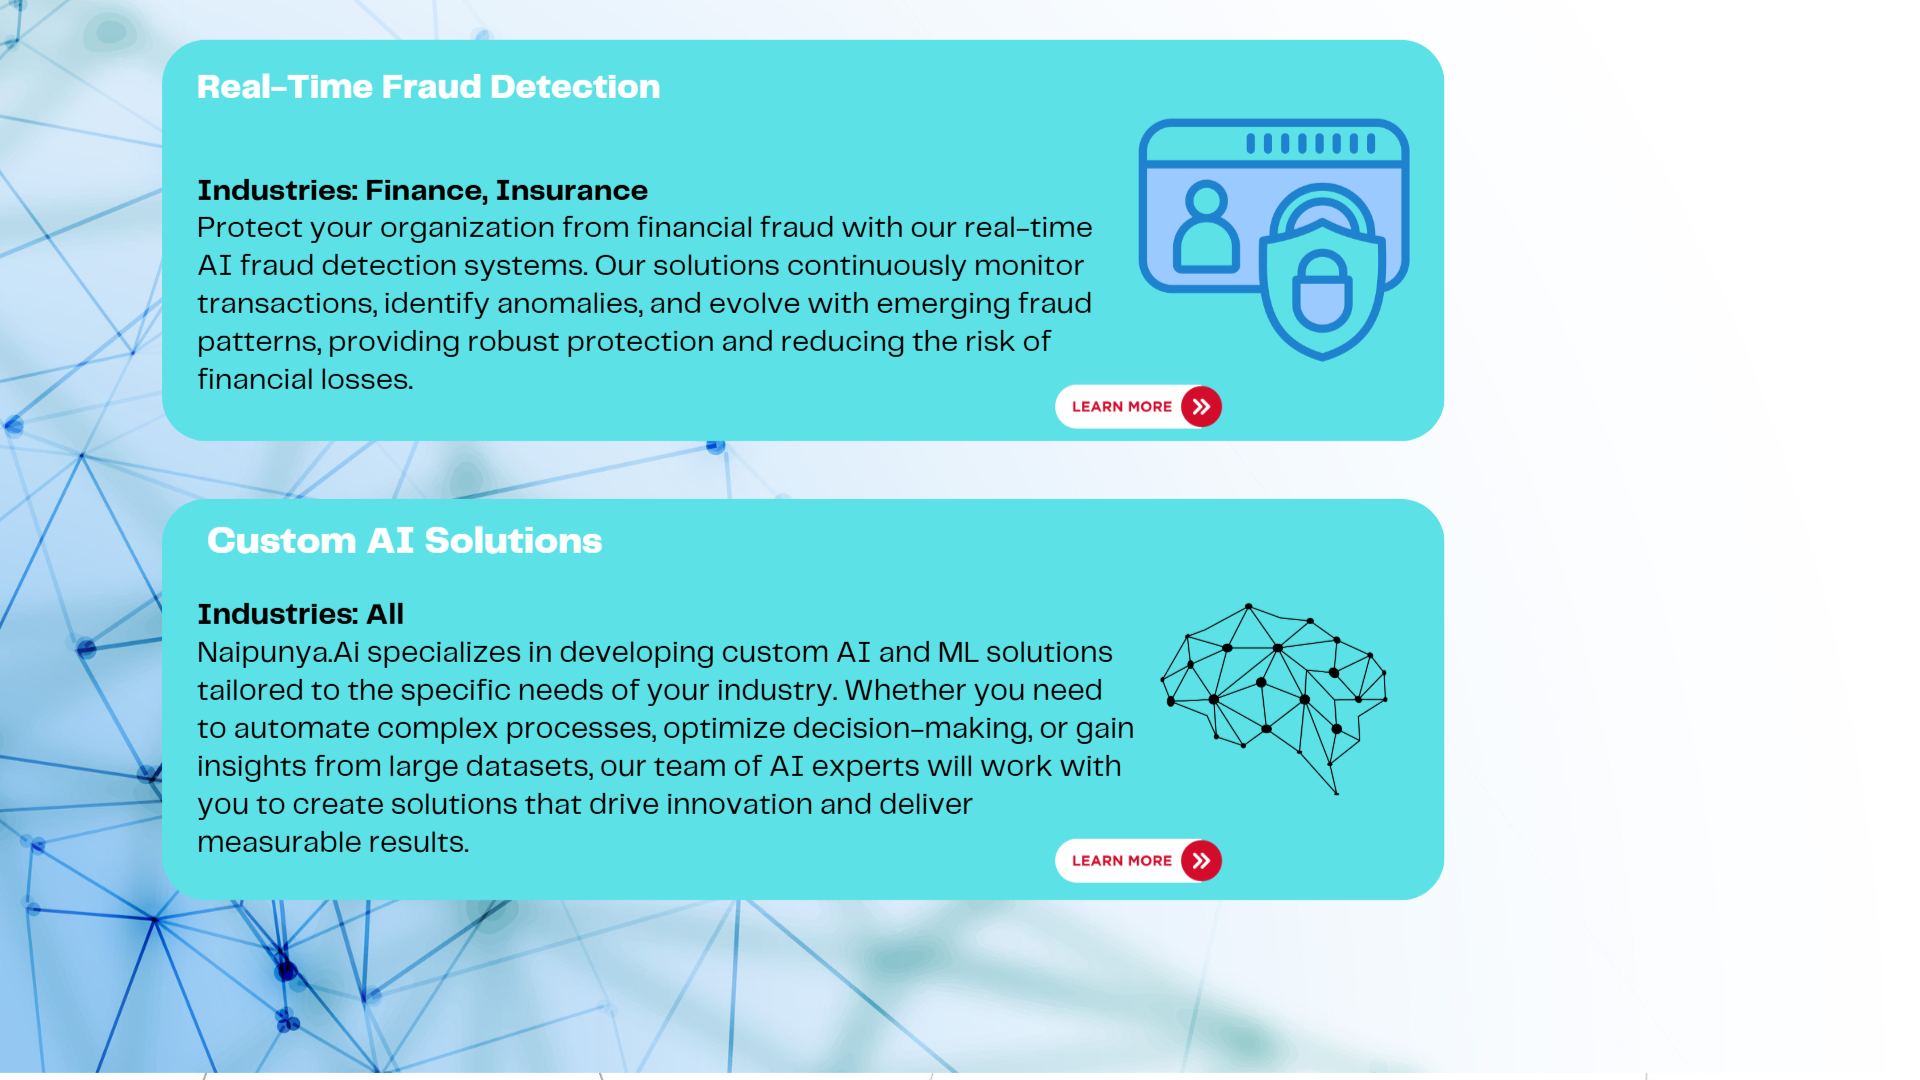 Real-Time Fraud Detection
Industries: Finance, Insurance
Protect your organization from financial fraud with our real-time
AI fraud detection systems. Our solutions continuously monitor
transactions, identify anomalies, and evolve with emerging fraud
patterns, providing robust protection and reducing the risk of
financial losses.
LEARN MORE
Custom AI Solutions
Industries: All
Naipunya.Ai specializes in developing custom AI and ML solutions
tailored to the specific needs of your industry. Whether you need
to automate complex processes, optimize decision-making, or gain
insights from large datasets, our team of AI experts will work with
you to create solutions that drive innovation and deliver
measurable results.
LEARN MORE